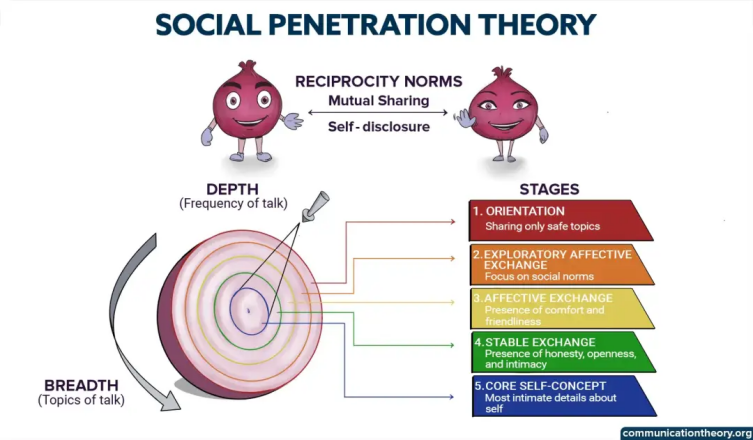 SOCIAL PENETRATION THEORY
RECIPROCITY NORMS
Mutual Sharing
Self-disclosure
DEPTH
(Frequency of talk)
BREADTH
(Topics of talk)
STAGES
1. ORIENTATION
Sharing only safe topics
2.EXPLORATORY AFFECTIVE
EXCHANGE
Focus on social norms
3.AFFECTIVE EXCHANGE
Presence of comfort and
friendliness
4.STABLE EXCHANGE
Presence of honesty, openness,
and intimacy
5.CORE SELF-CONCEPT
Most intimate details about
self
communicationtheory.org